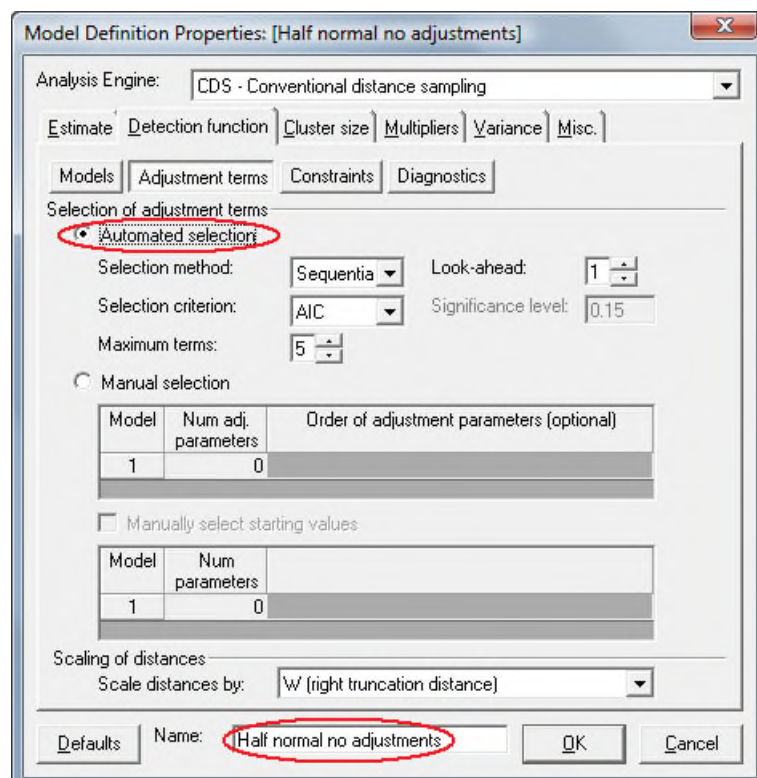 Model Definition Properties: [Half normal no adjustments]
Analysis Engine: CDS - Conventional distance sampling
Estimate Detection function Cluster size Multipliers Variance Misc.
Models Adjustment terms Constraints Diagnostics
Selection of adjustment terms
Automated selection
Selection method: Sequentia Look-ahead: 1
Selection criterion: AIC Significance level: 0.15
Maximum terms: 5
Manual selection
Model Num adj. parameters Order of adjustment parameters (optional)
1 0
Manually select starting values
Model Num parameters
1 0
Scaling of distances
Scale distances by: W (right truncation distance)
Defaults Name: Half normal no adjustments OK Cancel